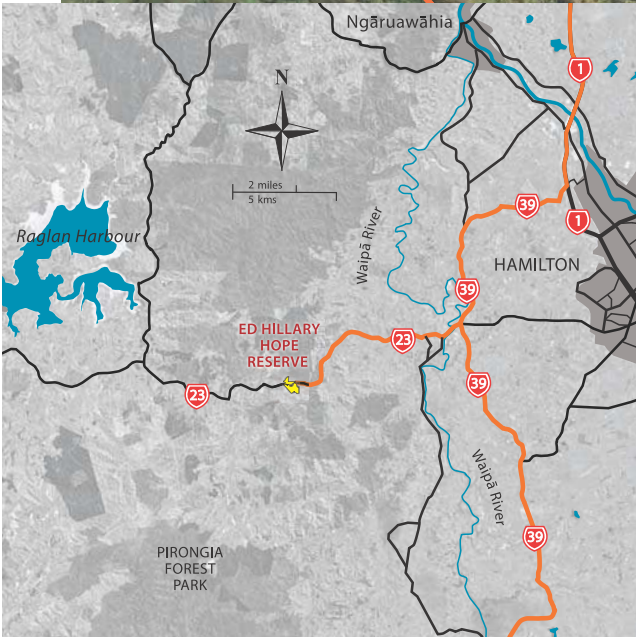 Ngāruawāhia
1
N
2 miles
5 kms
39
1
Raglan Harbour
Waipā River
HAMILTON
39
ED HILLARY
HOPE
RESERVE
23
23
39
Waipā River
39
PIRONGIA
FOREST
PARK